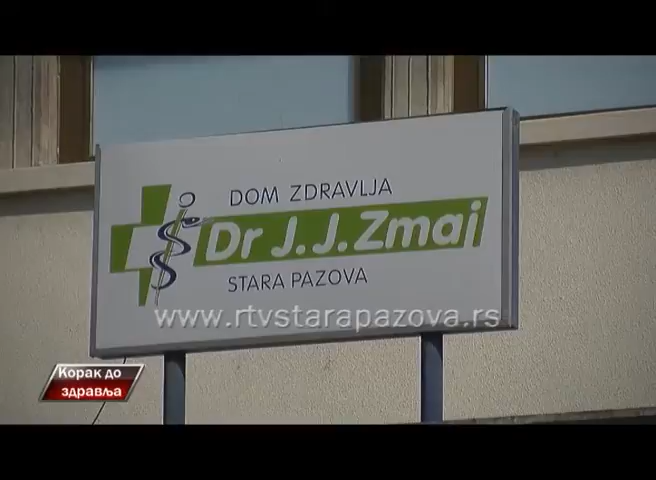 DOM ZDRAVLJA
Dr J.J.Zmaj
STARA PAZOVA
www.rtvstarapazova.rs
Корак до
здравља